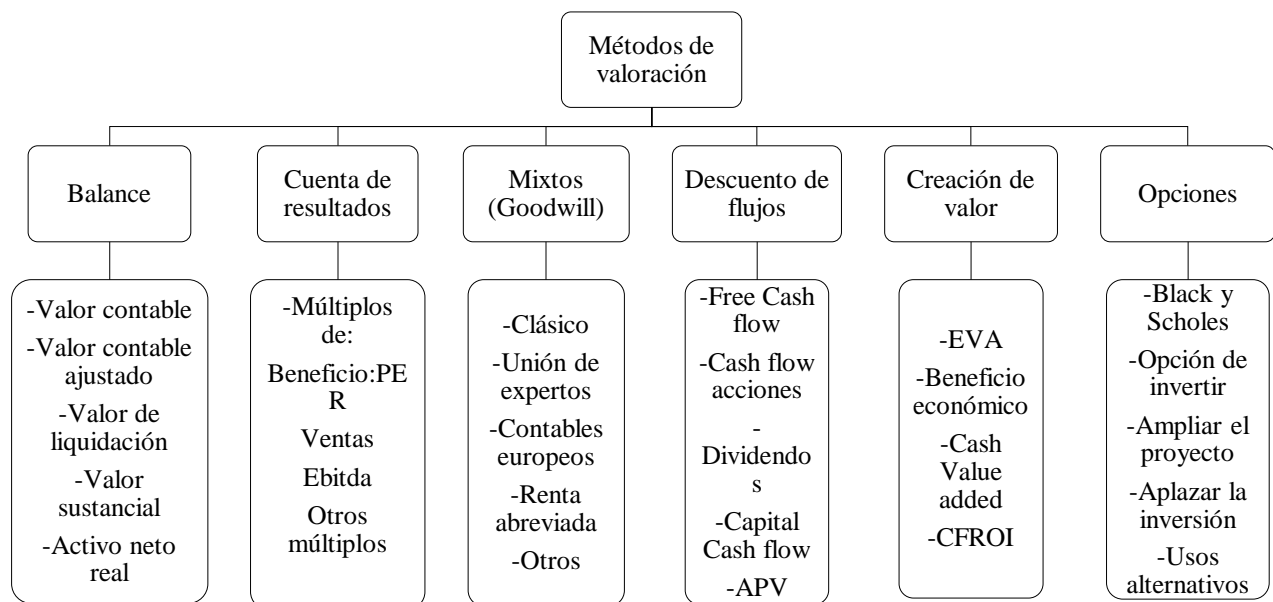 Métodos de
valoración
Balance
Cuenta de
resultados
Mixtos
(Goodwill)
Descuento de
flujos
Creación de
valor
Opciones
-Valor contable
-Valor contable
ajustado
-Valor de
liquidación
-Valor
sustancial
-Activo neto
real
-Múltiplos
de:
Beneficio:PE
R
Ventas
Ebitda
Otros
múltiplos
-Clásico
-Unión de
expertos
-Contables
europeos
-Renta
abreviada
-Otros
-Free Cash
flow
-Cash flow
acciones
-
Dividendo
s
-Capital
Cash flow
-APV
-EVA
-Beneficio
económico
-Cash
Value
added
-CFROI
-Black y
Scholes
-Opción de
invertir
-Ampliar el
proyecto
-Aplazar la
inversión
-Usos
alternativos